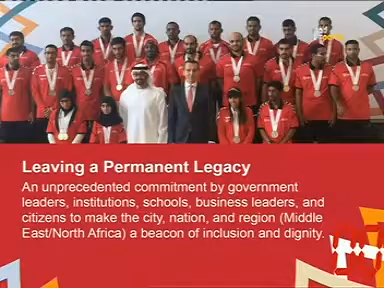 Leaving a Permanent Legacy
An unprecedented commitment by government
leaders, institutions, schools, business leaders, and
citizens to make the city, nation, and region (Middle
East/North Africa) a beacon of inclusion and dignity.